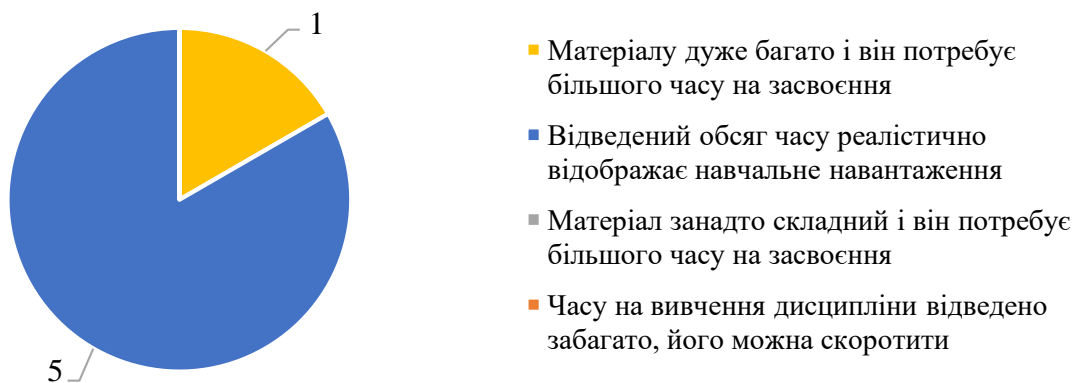 1
5
Матеріалу дуже багато і він потребує
більшого часу на засвоєння
Відведений обсяг часу реалістично
відображає навчальне навантаження
Матеріал занадто складний і він потребує
більшого часу на засвоєння
Часу на вивчення дисципліни відведено
забагато, його можна скоротити